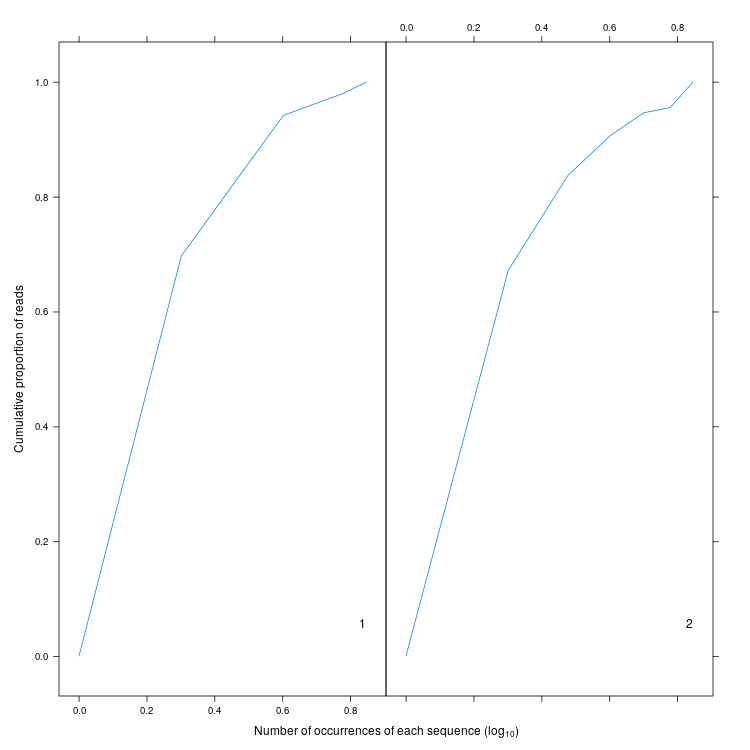 0.0 0.2 0.4 0.6 0.8
1.0
0.8
0.6
0.4
0.2
0.0
Cumulative proportion of reads
1
2
0.0 0.2 0.4 0.6 0.8
Number of occurrences of each sequence (log₁₀)